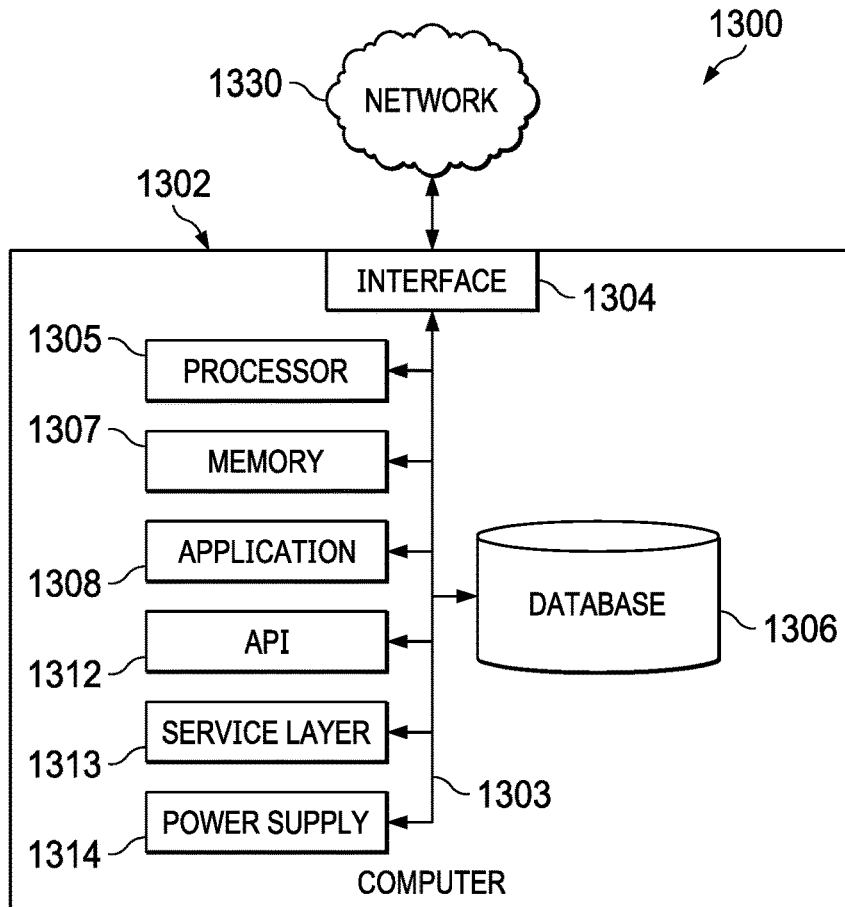 1300
1330
NETWORK
1302
INTERFACE
1304
1305
PROCESSOR
1307
MEMORY
APPLICATION
1308
DATABASE
1306
API
1312
SERVICE LAYER
1313
1303
POWER SUPPLY
1314
COMPUTER